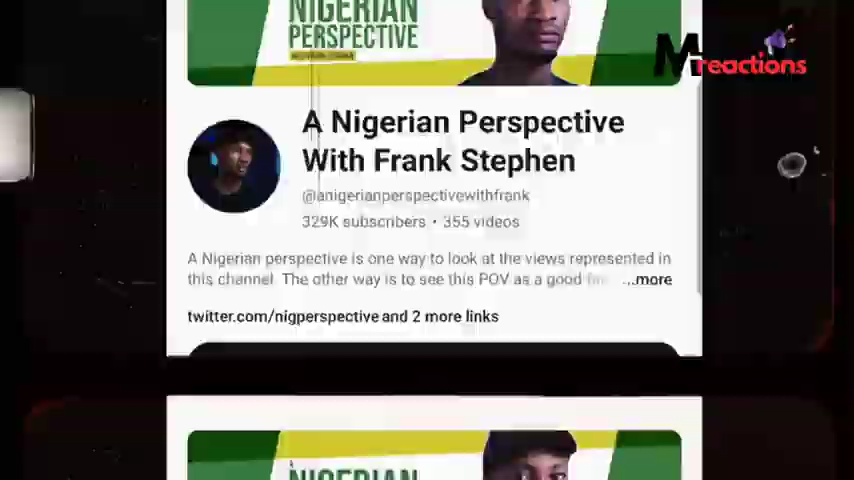 NIGERIAN
PERSPECTIVE
Mreactions
A Nigerian Perspective
With Frank Stephen
@anigerianperspectivewithfrank
329K subscribers • 355 videos
A Nigerian perspective is one way to look at the views represented in
this channel. The other way is to see this POV as a good ...more
twitter.com/nigperspective and 2 more links
NIGERIAN